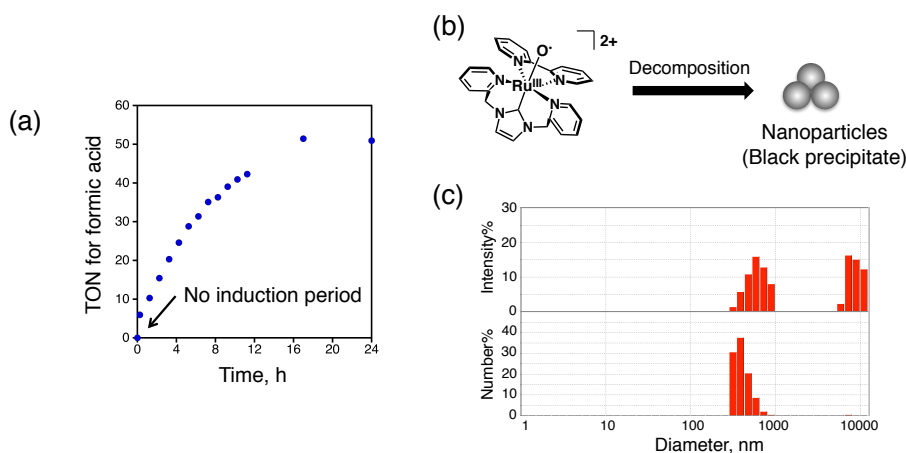 (a)
TON for formic acid
60
50
40
30
20
10
0
No induction period
0 4 8 12 16 20 24
Time, h
(b)
O•
2+
N N
N Ru III N
N N
Decomposition
Nanoparticles
(Black precipitate)
(c)
Intensity%
30
20
10
0
Number%
40
30
20
10
0
1 10 100 1000 10000
Diameter, nm